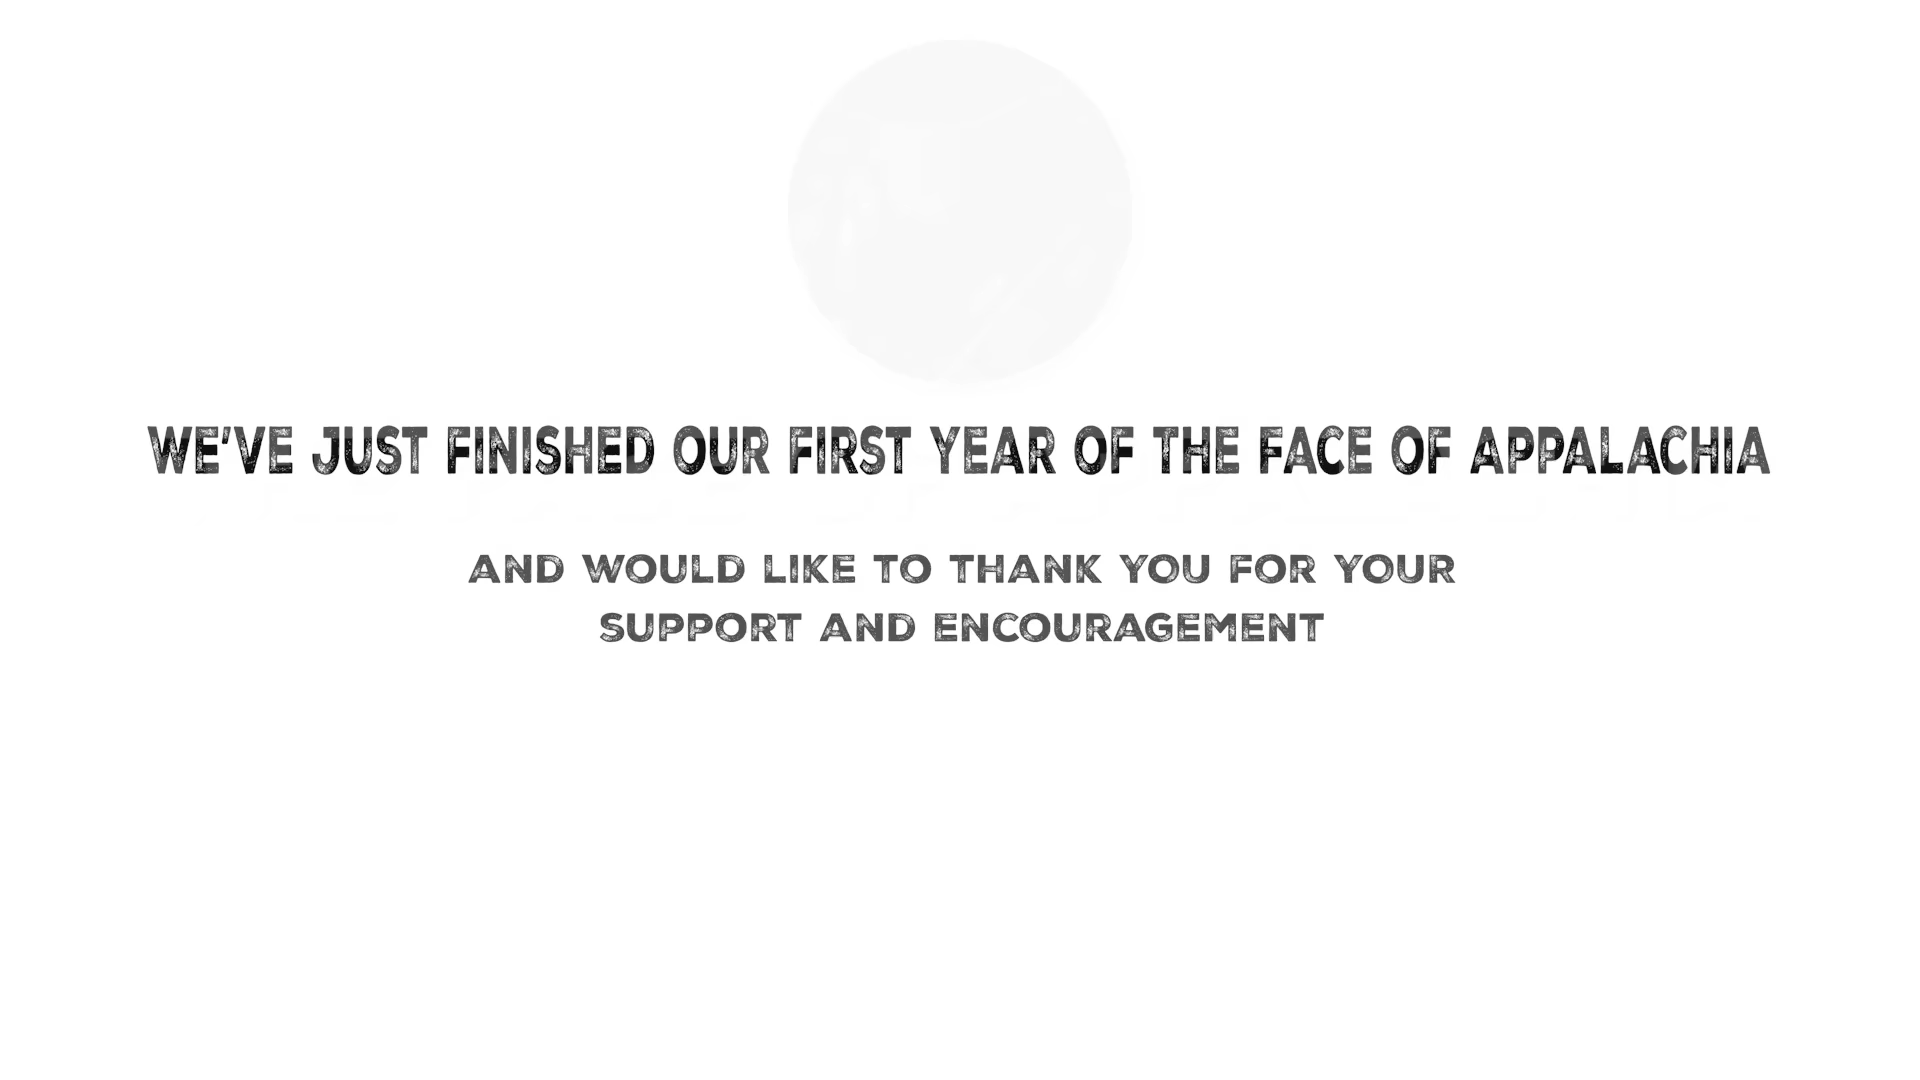 WE'VE JUST FINISHED OUR FIRST YEAR OF THE FACE OF APPALACHIA
AND WOULD LIKE TO THANK YOU FOR YOUR
SUPPORT AND ENCOURAGEMENT